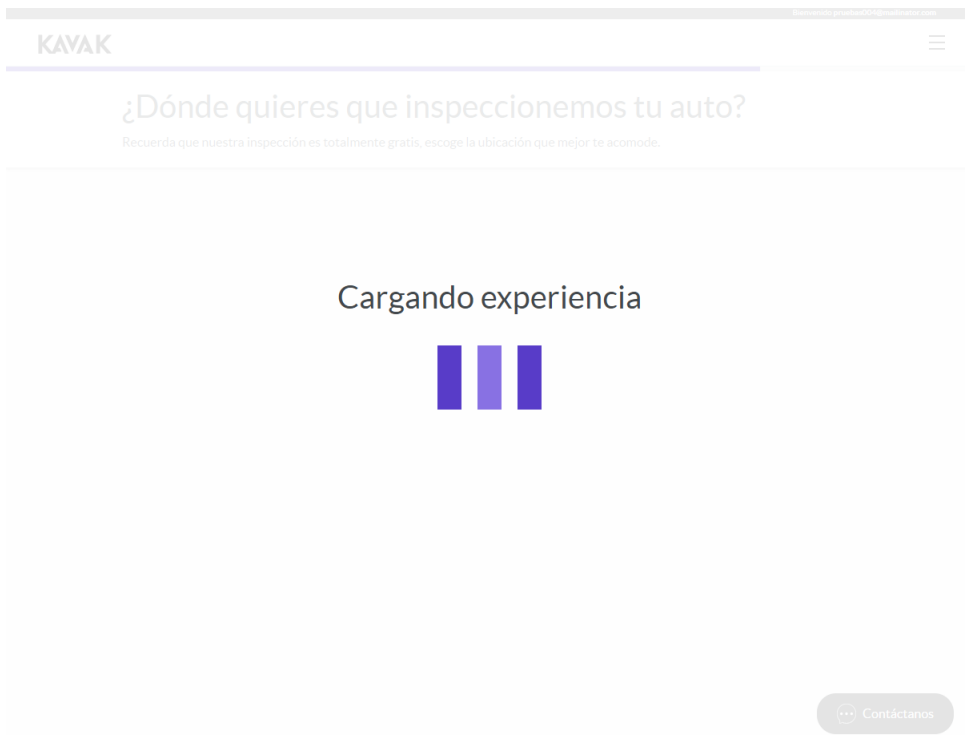 KAVAK
¿Dónde quieres que inspeccionemos tu auto?
Recuerda que nuestra inspección es totalmente gratis, escoge la ubicación que mejor te acomode.
Cargando experiencia
Contáctanos